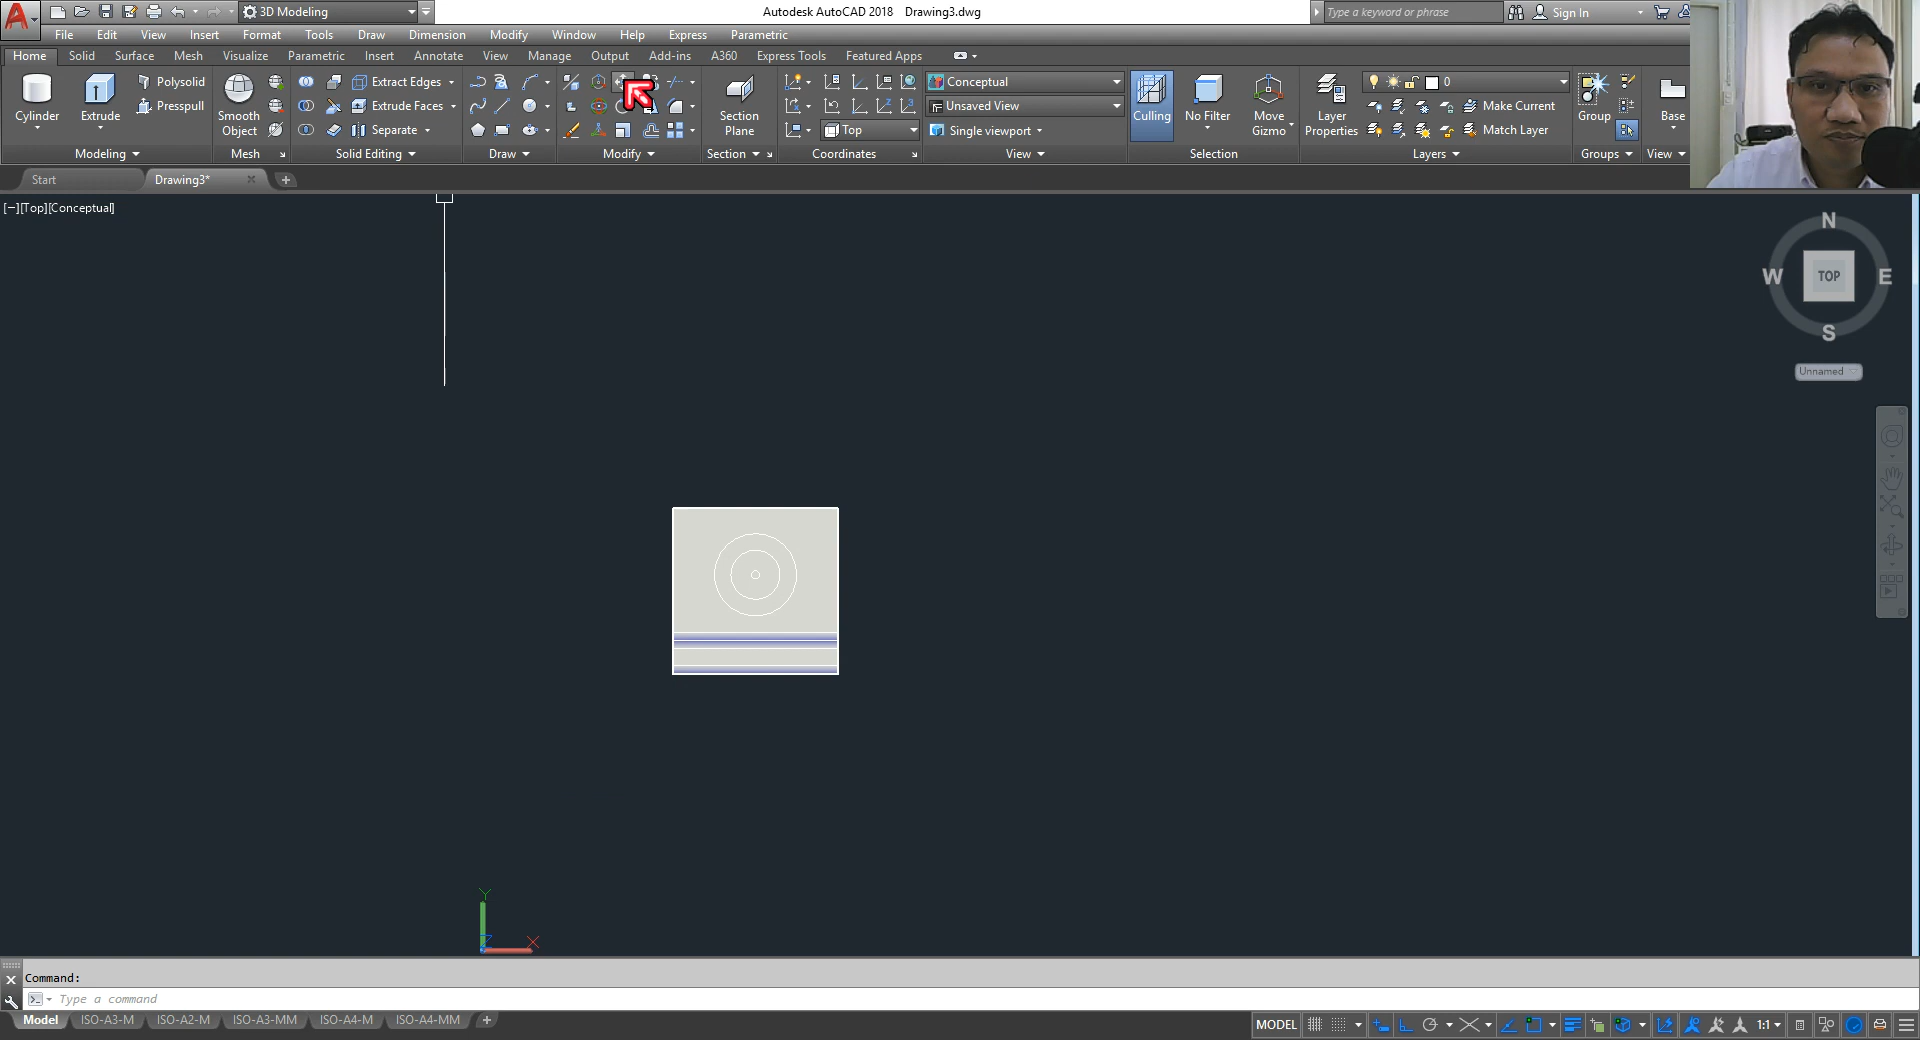 3D Modeling
Autodesk AutoCAD 2018 Drawing3.dwg
Type a keyword or phrase
Sign In
File Edit View Insert Format Tools Draw Dimension Modify Window Help Express Parametric
Home Solid Surface Mesh Visualize Parametric Insert Annotate View Manage Output Add-ins A360 Express Tools Featured Apps
Cylinder
Extrude
Polysolid
Presspull
Modeling
Smooth
Object
Mesh
Extract Edges
Extrude Faces
Separate
Solid Editing
Draw
Modify
Section
Plane
Section
Top
Coordinates
Conceptual
Unsaved View
Single viewport
View
Culling
No Filter
Move
Gizmo
Selection
Layer
Properties
0
Make Current
Match Layer
Layers
Group
Groups
Base
View
Start
Drawing3*
[−][Top][Conceptual]
N
W
TOP
E
S
Unnamed
Y
Z
X
Command:
Type a command
Model ISO-A3-M ISO-A2-M ISO-A3-MM ISO-A4-M ISO-A4-MM
MODEL
1:1